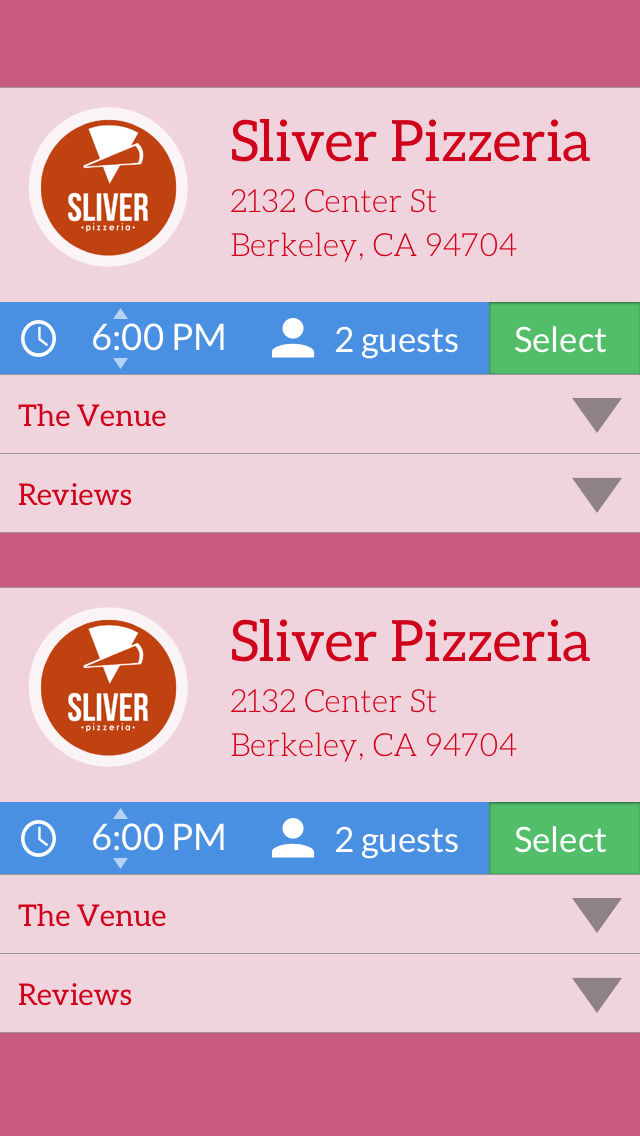 Sliver Pizzeria
2132 Center St
Berkeley, CA 94704
SLIVER
·pizzeria·
6:00 PM
2 guests
Select
The Venue
Reviews
Sliver Pizzeria
2132 Center St
Berkeley, CA 94704
SLIVER
·pizzeria·
6:00 PM
2 guests
Select
The Venue
Reviews